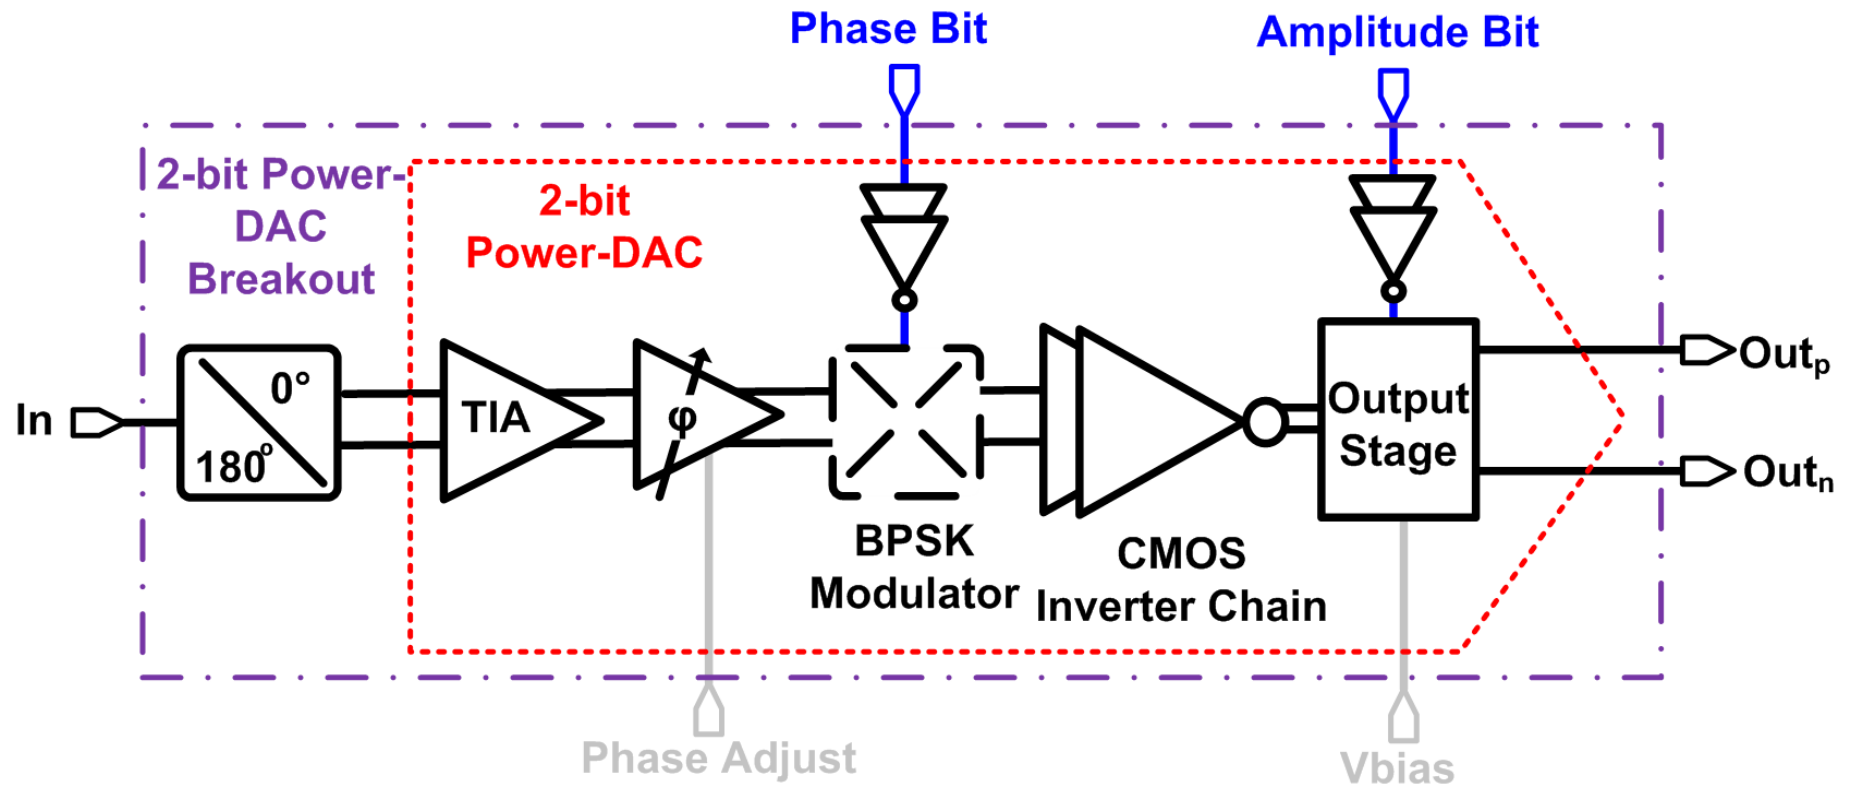 Phase Bit
Amplitude Bit
2-bit Power-
DAC
Breakout
2-bit
Power-DAC
In
0°
180°
TIA
φ
BPSK
Modulator
CMOS
Inverter Chain
Output
Stage
Outp
Outn
Phase Adjust
Vbias